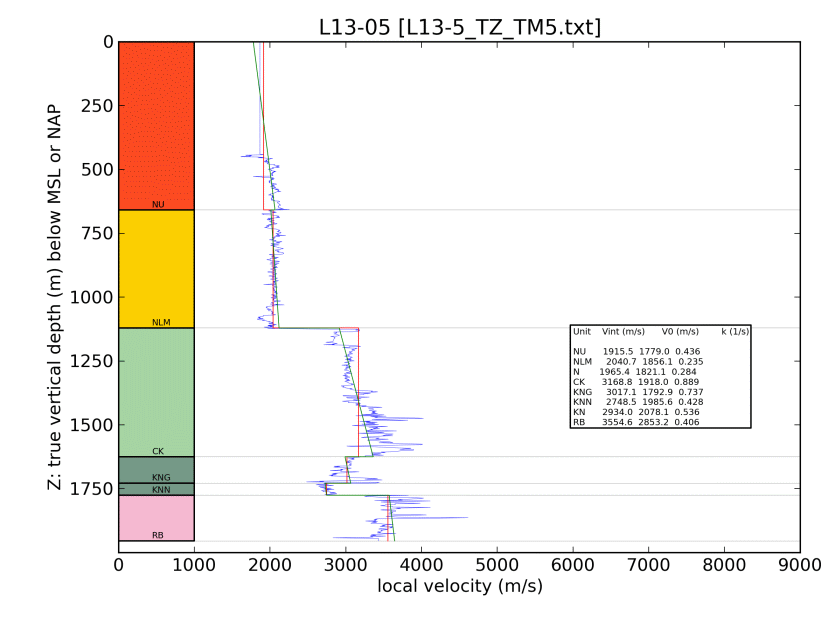 L13-05 [L13-5_TZ_TM5.txt]
Z: true vertical depth (m) below MSL or NAP
0
250
500
750
1000
1250
1500
1750
NU
NLM
CK
KNG
KNN
RB
Unit Vint (m/s) V0 (m/s) k (1/s)
NU 1915.5 1779.0 0.436
NLM 2040.7 1856.1 0.235
N 1965.4 1821.1 0.284
CK 3168.8 1918.0 0.889
KNG 3017.1 1792.9 0.737
KNN 2748.5 1985.6 0.428
KN 2934.0 2078.1 0.536
RB 3554.6 2853.2 0.406
0 1000 2000 3000 4000 5000 6000 7000 8000 9000
local velocity (m/s)